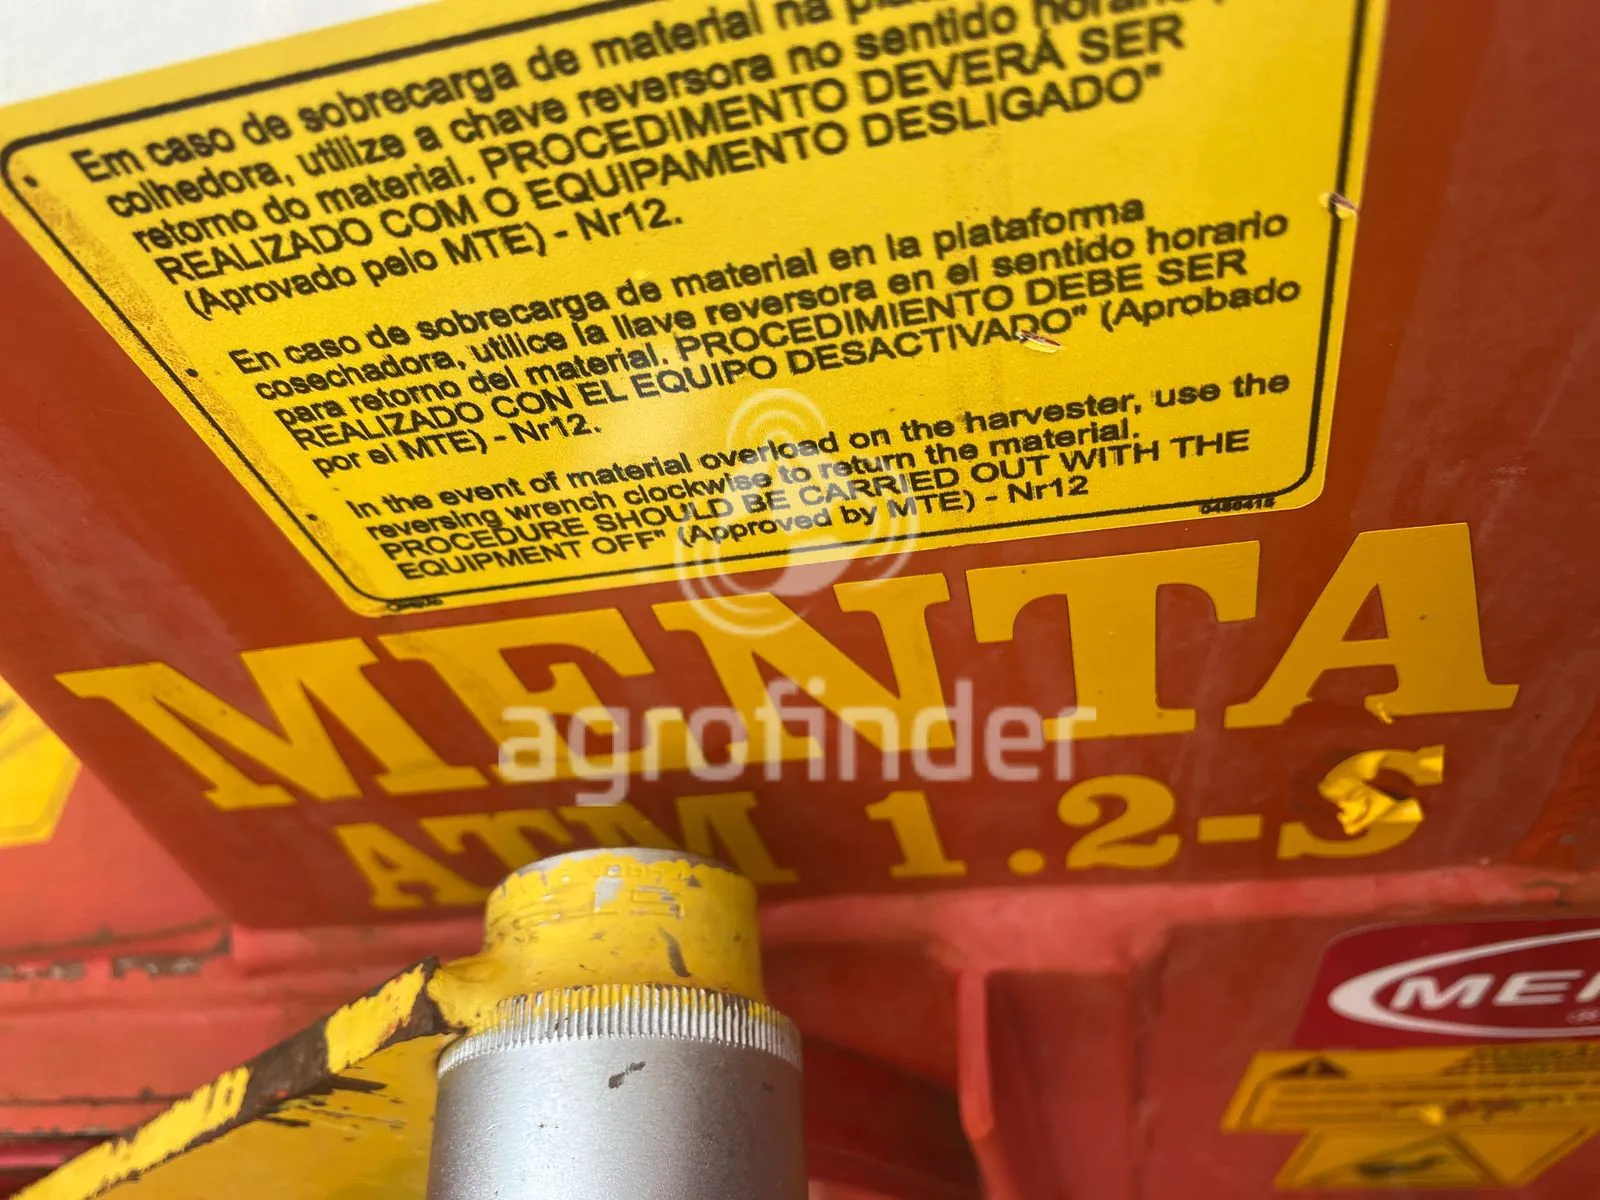 Em caso de sobrecarga de material na
colhedora, utilize a chave reversora no sentido horário
retorno do material. PROCEDIMENTO DEVERÁ SER
REALIZADO COM O EQUIPAMENTO DESLIGADO"
(Aprovado pelo MTE) - Nr12.
En caso de sobrecarga de material en la plataforma
cosechadora, utilice la llave reversora en el sentido horario
para retorno del material. PROCEDIMIENTO DEBE SER
REALIZADO CON EL EQUIPO DESACTIVADO" (Aprobado
por el MTE) - Nr12.
In the event of material overload on the harvester, use the
reversing wrench clockwise to return the material.
PROCEDURE SHOULD BE CARRIED OUT WITH THE
EQUIPMENT OFF" (Approved by MTE) - Nr12
MENTA
agrofinder
ATM 1.2-S